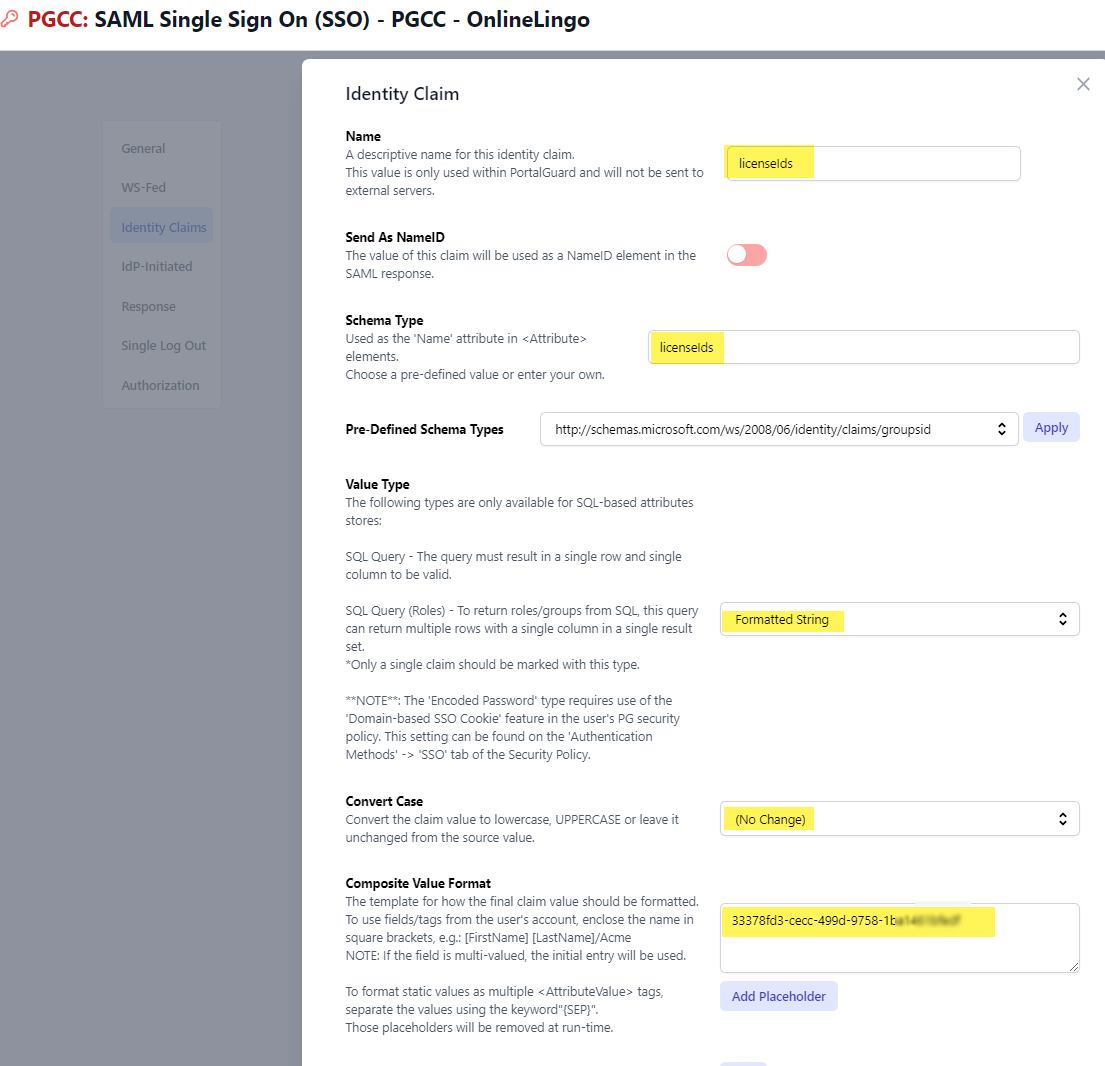 PGCC: SAML Single Sign On (SSO) - PGCC - OnlineLingo
General
WS-Fed
Identity Claims
IdP-Initiated
Response
Single Log Out
Authorization
Identity Claim
Name
A descriptive name for this identity claim.
This value is only used within PortalGuard and will not be sent to
external servers.
licenseIds
Send As NameID
The value of this claim will be used as a NameID element in the
SAML response.
Schema Type
Used as the 'Name' attribute in <Attribute>
elements.
Choose a pre-defined value or enter your own.
licenseIds
Pre-Defined Schema Types
http://schemas.microsoft.com/ws/2008/06/identity/claims/groupsid
Apply
Value Type
The following types are only available for SQL-based attributes
stores:
SQL Query - The query must result in a single row and single
column to be valid.
SQL Query (Roles) - To return roles/groups from SQL, this query
can return multiple rows with a single column in a single result
set.
*Only a single claim should be marked with this type.
**NOTE**: The 'Encoded Password' type requires use of the
'Domain-based SSO Cookie' feature in the user's PG security
policy. This setting can be found on the 'Authentication
Methods' -> 'SSO' tab of the Security Policy.
Formatted String
Convert Case
Convert the claim value to lowercase, UPPERCASE or leave it
unchanged from the source value.
(No Change)
Composite Value Format
The template for how the final claim value should be formatted.
To use fields/tags from the user's account, enclose the name in
square brackets, e.g.: [FirstName] [LastName]/Acme
NOTE: If the field is multi-valued, the initial entry will be used.
To format static values as multiple <AttributeValue> tags,
separate the values using the keyword"{SEP}".
Those placeholders will be removed at run-time.
33378fd3-cecc-499d-9758-1b
Add Placeholder